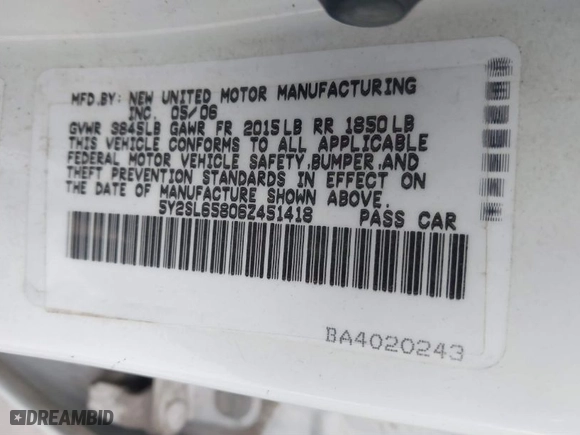 MFD.BY: NEW UNITED MOTOR MANUFACTURING
INC. 05/06
GVWR 3845LB GAWR FR 2015LB RR 1850LB
THIS VEHICLE CONFORMS TO ALL APPLICABLE
FEDERAL MOTOR VEHICLE SAFETY,BUMPER,AND
THEFT PREVENTION STANDARDS IN EFFECT ON
THE DATE OF MANUFACTURE SHOWN ABOVE.
5Y2SL65806Z451418 PASS CAR
BA4020243
DREAMBID